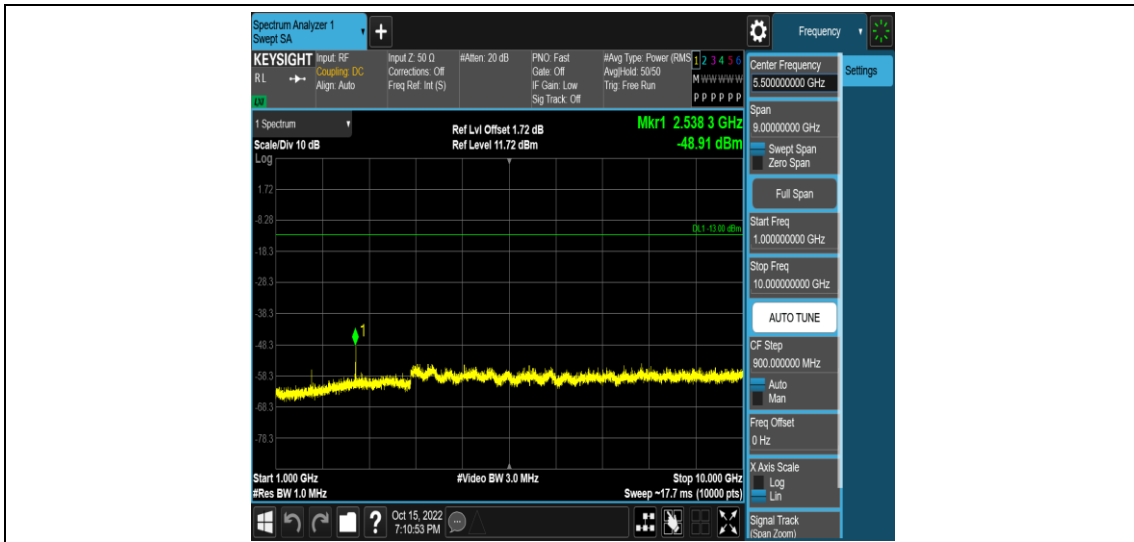 Spectrum Analyzer 1
Swept SA
+
Frequency
KEYSIGHT
RL
LXI
Input: RF
Coupling: DC
Align: Auto
Input Z: 50 Ω
Corrections: Off
Freq Ref: Int (S)
#Atten: 20 dB
PNO: Fast
Gate: Off
IF Gain: Low
Sig Track: Off
#Avg Type: Power (RMS
Avg|Hold: 50/50
Trig: Free Run
1 2 3 4 5 6
M W W W W W
P P P P P P
1 Spectrum
Scale/Div 10 dB
Log
Ref Lvl Offset 1.72 dB
Ref Level 11.72 dBm
Mkr1 2.538 3 GHz
-48.91 dBm
1.72
-8.28
DL1 -13.00 dBm
-18.3
-28.3
-38.3
1
-48.3
-58.3
-68.3
-78.3
Start 1.000 GHz
#Res BW 1.0 MHz
#Video BW 3.0 MHz
Stop 10.000 GHz
Sweep ~17.7 ms (10000 pts)
?
Oct 15, 2022
7:10:53 PM
Center Frequency
5.500000000 GHz
Settings
Span
9.00000000 GHz
Swept Span
Zero Span
Full Span
Start Freq
1.000000000 GHz
Stop Freq
10.000000000 GHz
AUTO TUNE
CF Step
900.000000 MHz
Auto
Man
Freq Offset
0 Hz
X Axis Scale
Log
Lin
Signal Track
(Span Zoom)